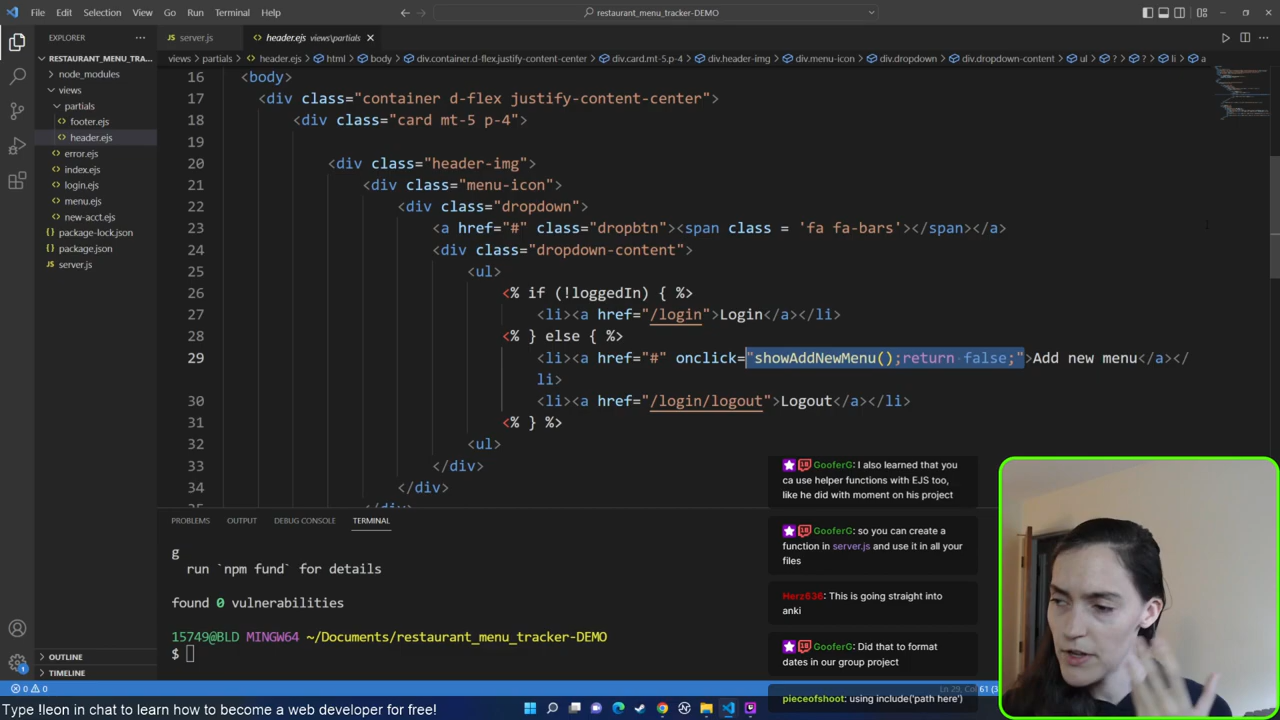 File Edit Selection View Go Run Terminal Help
restaurant_menu_tracker-DEMO
EXPLORER
server.js
header.ejs views\partials
RESTAURANT_MENU_TRA...
node_modules
views
partials
footer.ejs
header.ejs
error.ejs
index.ejs
login.ejs
menu.ejs
new-acct.ejs
package-lock.json
package.json
server.js
OUTLINE
TIMELINE
views > partials > header.ejs > html > body > div.container.d-flex.justify-content-center > div.card.mt-5.p-4 > div.header-img > div.menu-icon > div.dropdown > div.dropdown-content > ul > ? > ? > li > a
16 <body>
17 <div class="container d-flex justify-content-center">
18 <div class="card mt-5 p-4">
19
20 <div class="header-img">
21 <div class="menu-icon">
22 <div class="dropdown">
23 <a href="#" class="dropbtn"><span class = 'fa fa-bars'></span></a>
24 <div class="dropdown-content">
25 <ul>
26 <% if (!loggedIn) { %>
27 <li><a href="/login">Login</a></li>
28 <% } else { %>
29 <li><a href="#" onclick="showAddNewMenu();return false;">Add new menu</a></
li>
30 <li><a href="/login/logout">Logout</a></li>
31 <% } %>
32 <ul>
33 </div>
34 </div>
PROBLEMS OUTPUT DEBUG CONSOLE TERMINAL
g
run `npm fund` for details
found 0 vulnerabilities
15749@BLD MINGW64 ~/Documents/restaurant_menu_tracker-DEMO
$
GooferG: I also learned that you
ca use helper functions with EJS too,
like he did with moment on his project
GooferG: so you can create a
function in server.js and use it in all your
files
Herz836: This is going straight into
anki
GooferG: Did that to format
dates in our group project
pieceofshoot: using include('path here')
0 0
Ln 29, Col 61 (3
Type !leon in chat to learn how to become a web developer for free!